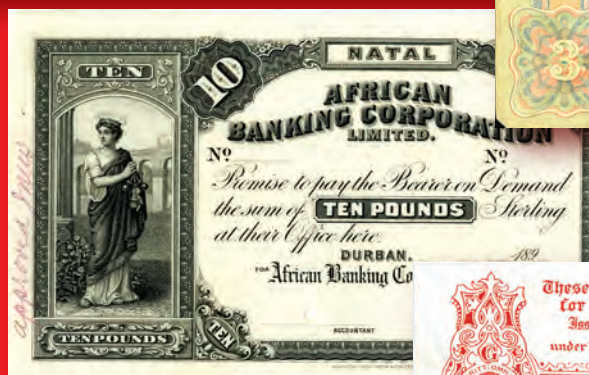 NATAL
TEN
10
AFRICAN
BANKING CORPORATION
LIMITED.
Nº Nº
Promise to pay the Bearer on Demand
the sum of TEN POUNDS Sterling
at their Office here.
DURBAN, 189
FOR African Banking Co
ACCOUNTANT
TEN POUNDS
TEN
approved
3
These
for
Iss
under
G